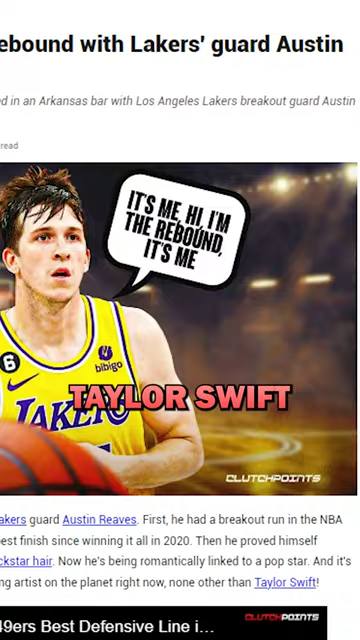 ebound with Lakers' guard Austin
d in an Arkansas bar with Los Angeles Lakers breakout guard Austin
read
IT'S ME, HI, I'M
THE REBOUND,
IT'S ME
6
bibigo
LAKERS
TAYLOR SWIFT
CLUTCHPOINTS
akers guard Austin Reaves. First, he had a breakout run in the NBA
best finish since winning it all in 2020. Then he proved himself
ckstar hair. Now he's being romantically linked to a pop star. And it's
ng artist on the planet right now, none other than Taylor Swift!
CLUTCHPOINTS
49ers Best Defensive Line i...